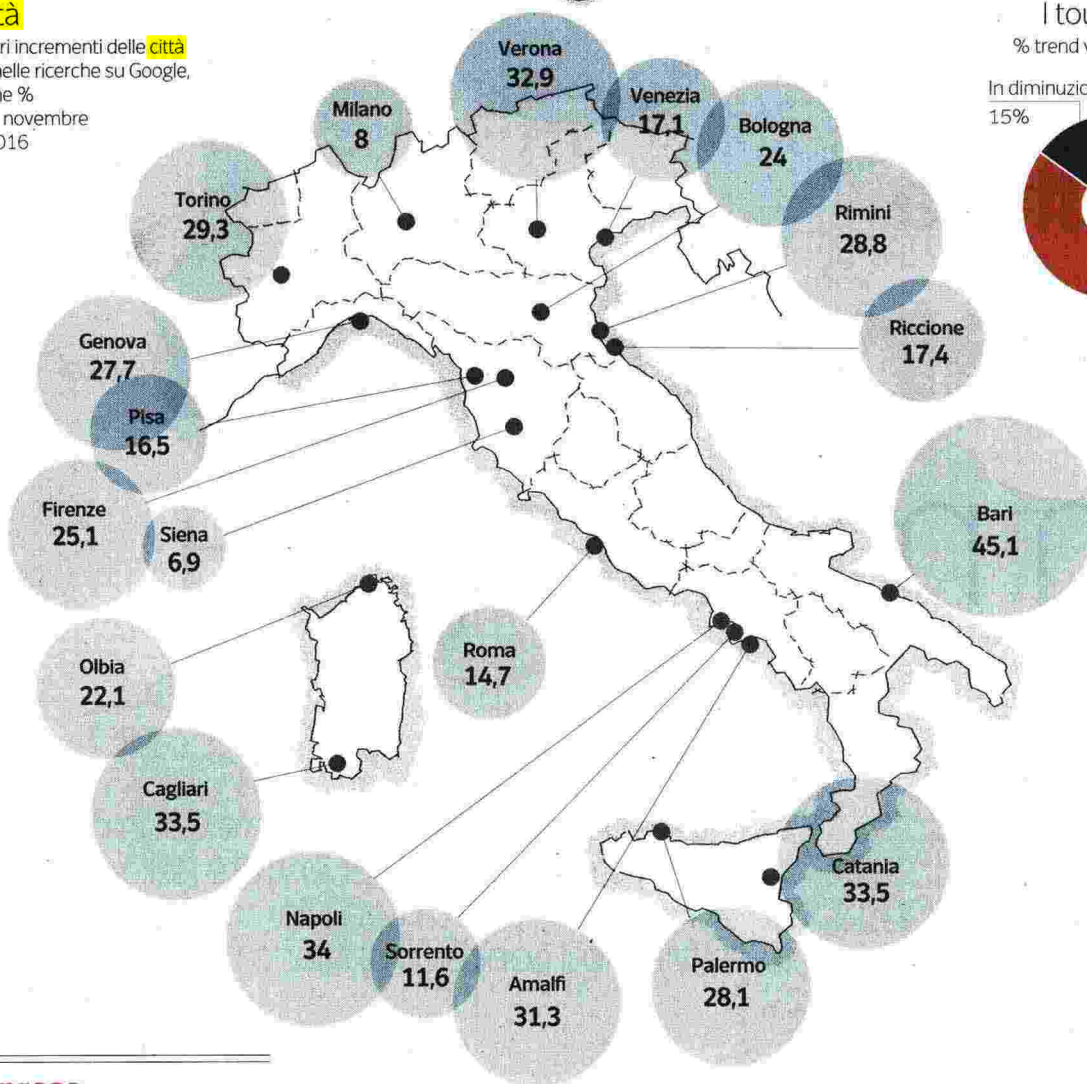 tà
ri incrementi delle città
nelle ricerche su Google,
ne %
novembre
2016
I tou
% trend v
In diminuzio
15%
Verona
32,9
Milano
8
Venezia
17,1
Bologna
24
Torino
29,3
Rimini
28,8
Genova
27,7
Riccione
17,4
Pisa
16,5
Firenze
25,1
Siena
6,9
Bari
45,1
Olbia
22,1
Roma
14,7
Cagliari
33,5
Catania
33,5
Napoli
34
Sorrento
11,6
Amalfi
31,3
Palermo
28,1